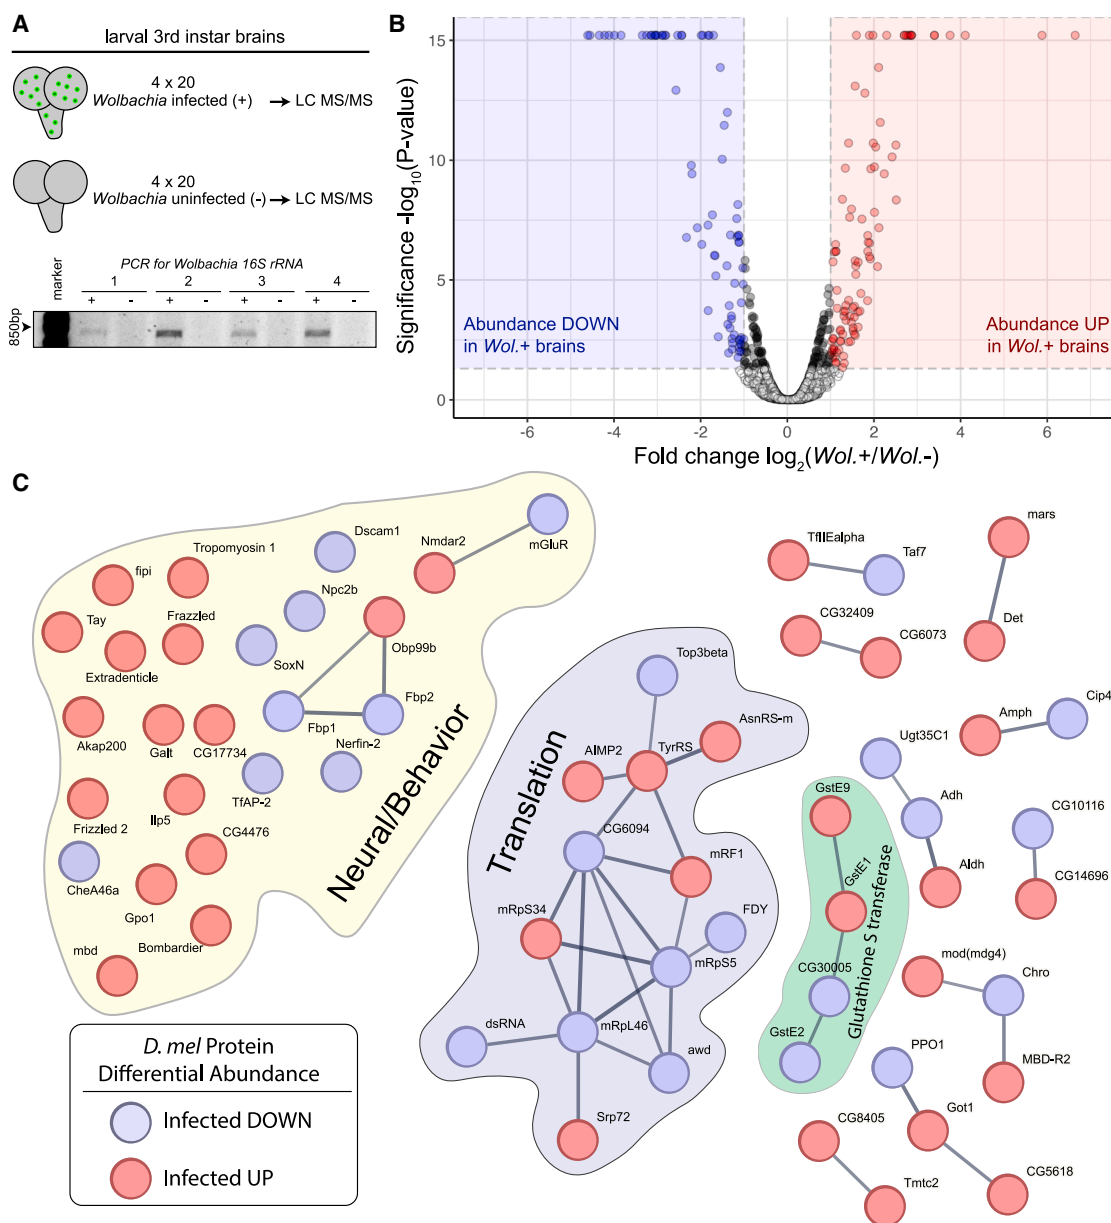 A
larval 3rd instar brains
4 x 20
Wolbachia infected (+)
LC MS/MS
4 x 20
Wolbachia uninfected (-)
LC MS/MS
PCR for Wolbachia 16S rRNA
marker
1 2 3 4
+ - + - + - + -
850bp
B
Significance -log10(P-value)
15
10
5
0
Abundance DOWN
in Wol.+ brains
Abundance UP
in Wol.+ brains
-6 -4 -2 0 2 4 6
Fold change log2(Wol.+/Wol.-)
C
Neural/Behavior
Dscam1
Nmdar2
mGluR
Tropomyosin 1
fipi
Npc2b
Tay
Frazzled
Obp99b
Extradenticle
SoxN
Fbp2
Fbp1
Akap200
Galt
CG17734
Nerfin-2
TfAP-2
Frizzled 2
Ilp5
CG4476
CheA46a
Gpo1
Bombardier
mbd
Translation
Top3beta
AsnRS-m
AIMP2
TyrRS
CG6094
mRF1
mRpS34
FDY
mRpS5
dsRNA
mRpL46
awd
Srp72
Glutathione S transferase
GstE9
GstE1
CG30005
GstE2
TfIIEalpha
Taf7
mars
Det
CG32409
CG6073
Amph
Cip4
Ugt35C1
Adh
Aldh
CG10116
CG14696
mod(mdg4)
Chro
MBD-R2
PPO1
Got1
CG5618
CG8405
Tmtc2
D. mel Protein
Differential Abundance
Infected DOWN
Infected UP